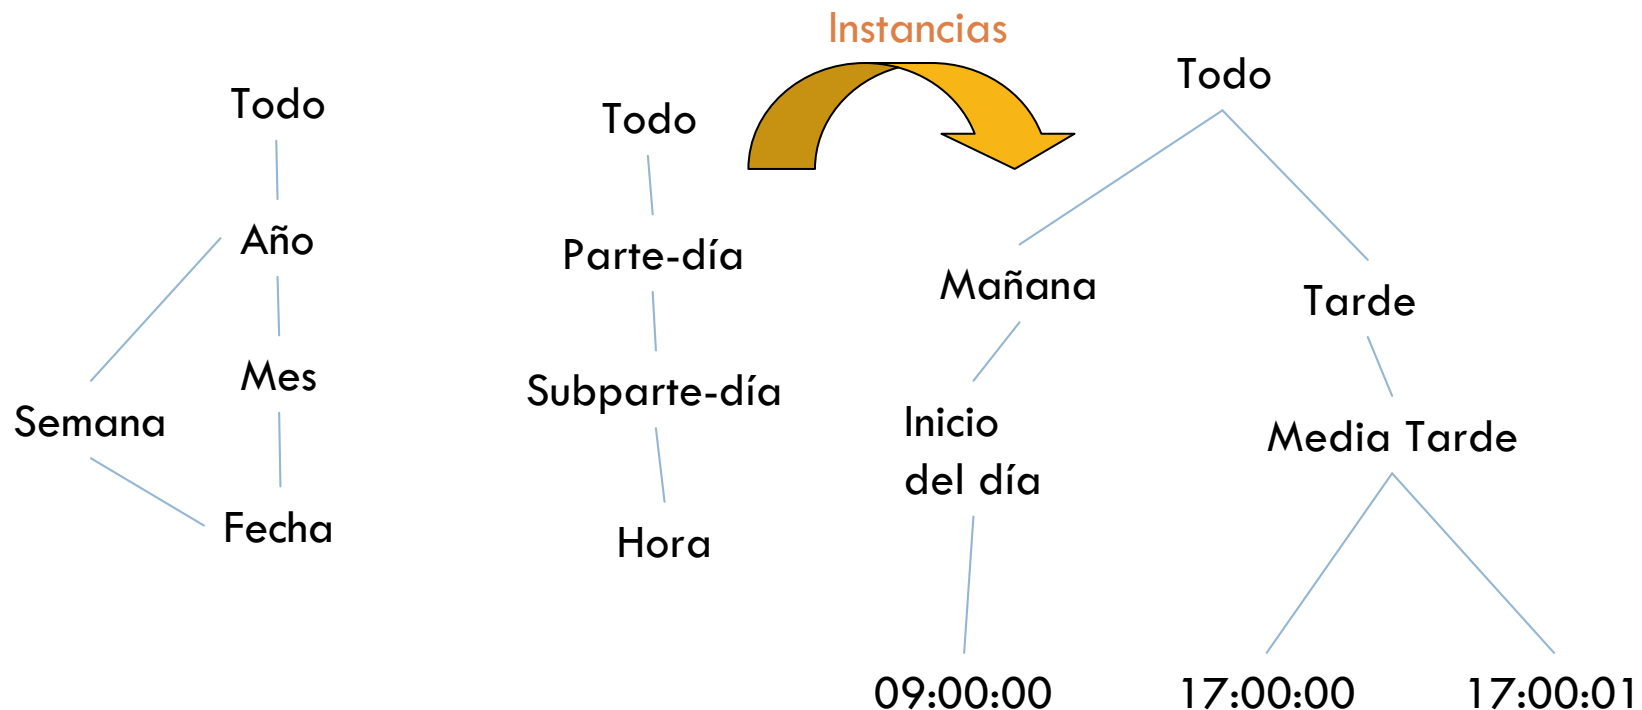 Instancias
Todo
Año
Mes
Semana
Fecha
Todo
Parte-día
Subparte-día
Hora
Todo
Mañana
Tarde
Inicio
del día
Media Tarde
09:00:00
17:00:00
17:00:01